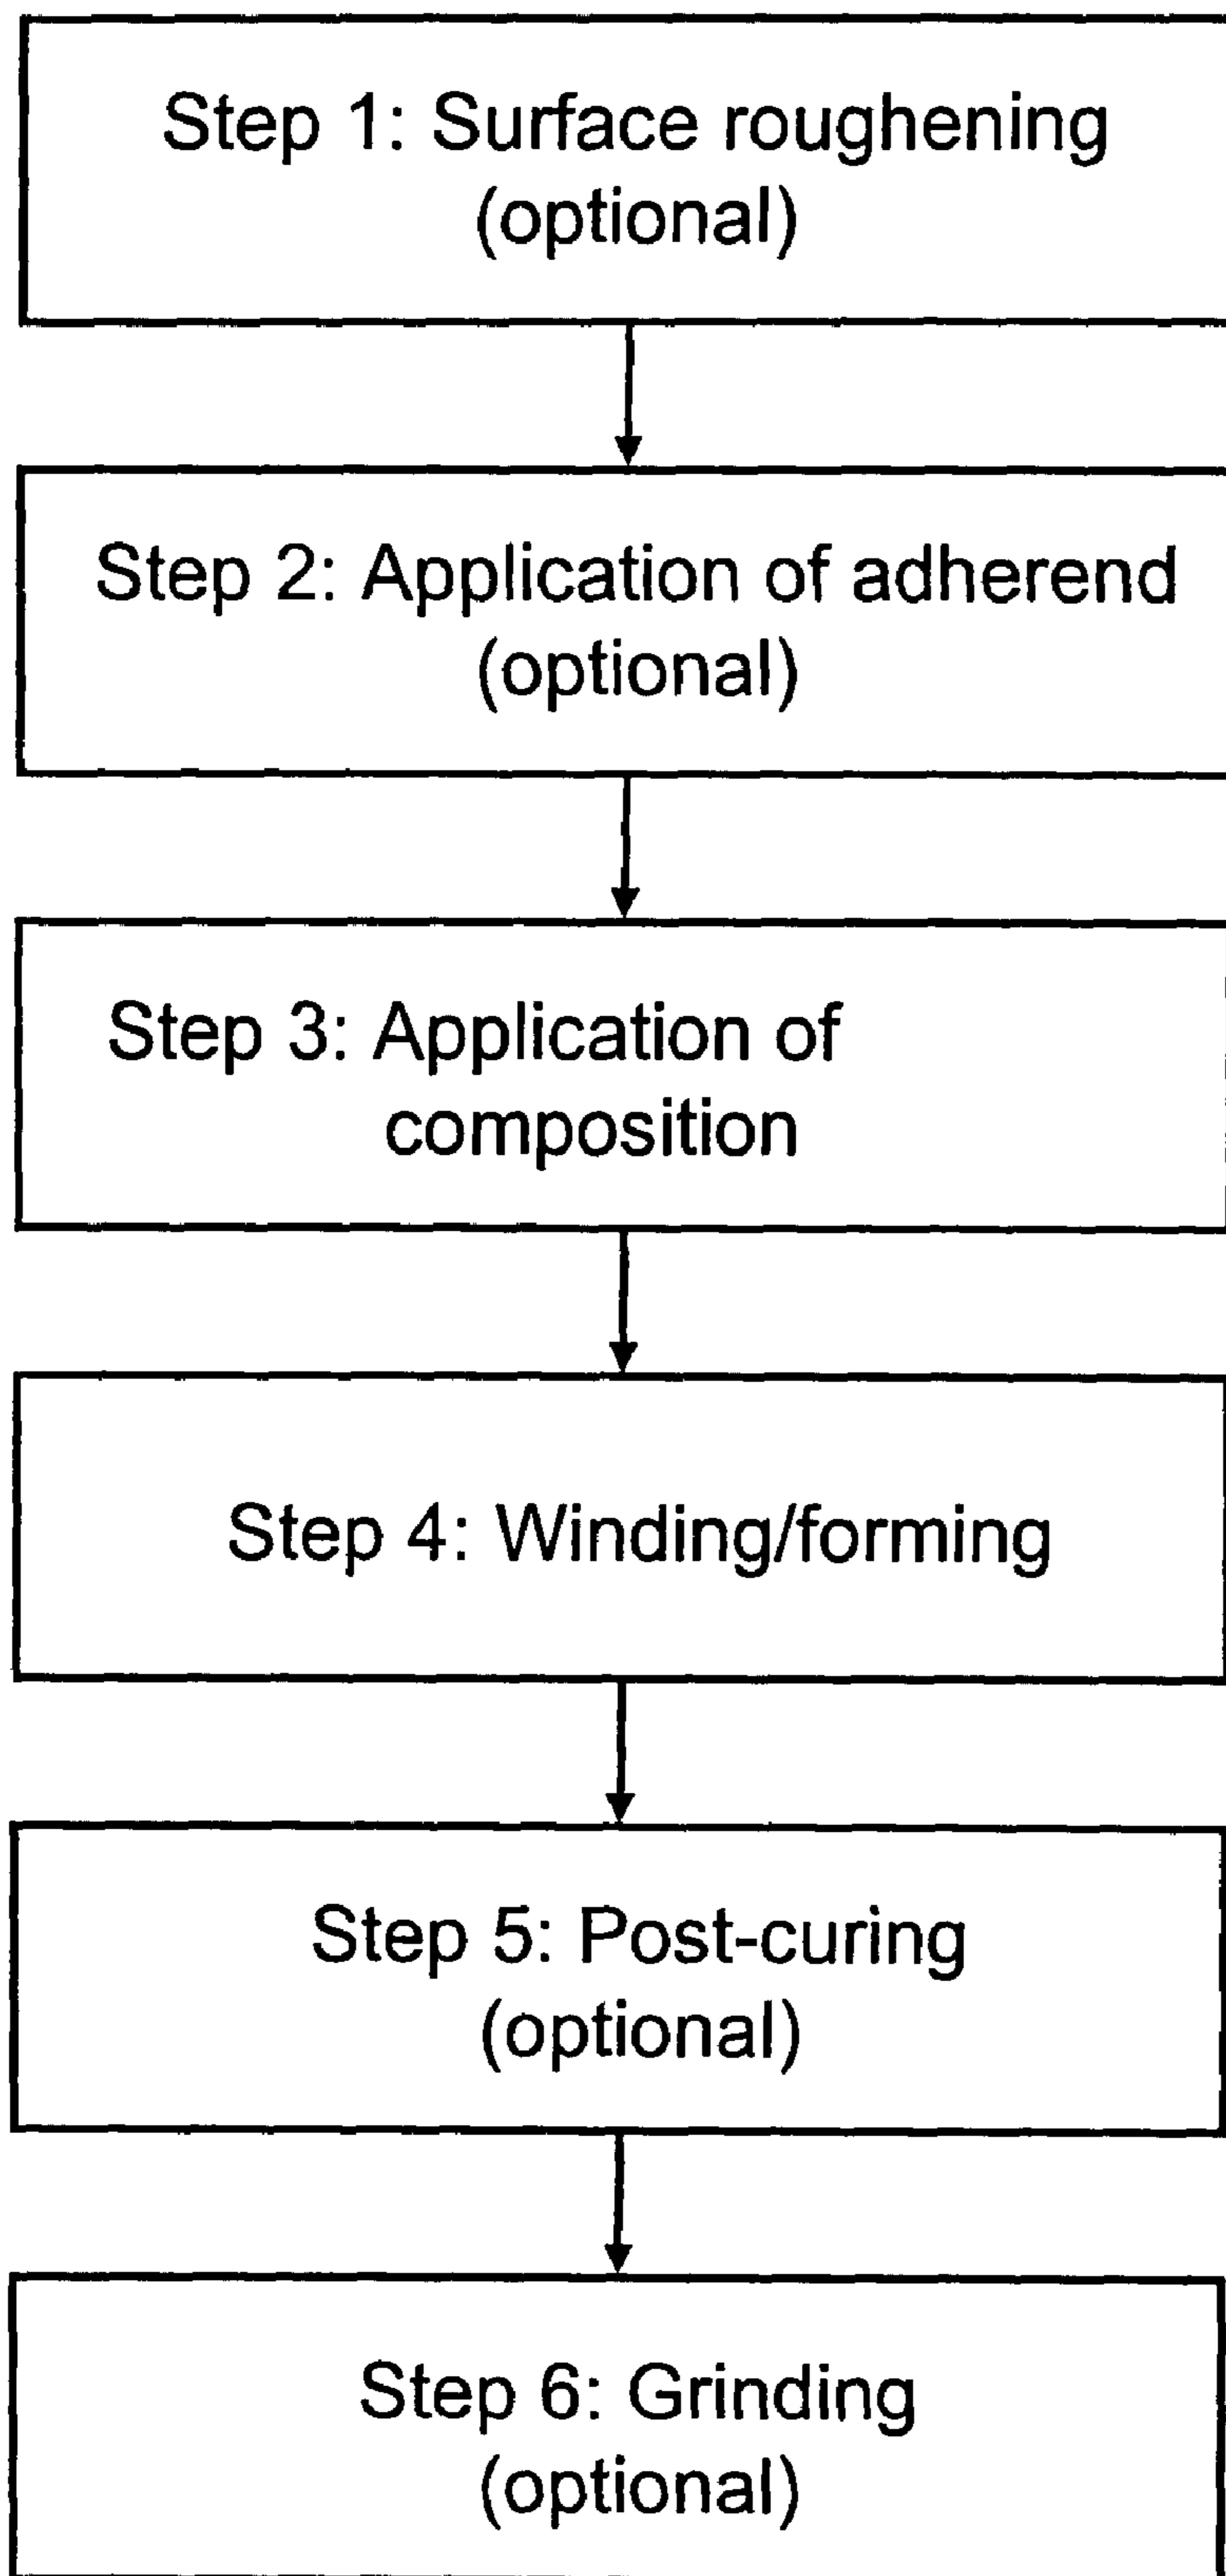 Step 1: Surface roughening
(optional)
Step 2: Application of adherend
(optional)
Step 3: Application of
composition
Step 4: Winding/forming
Step 5: Post-curing
(optional)
Step 6: Grinding
(optional)